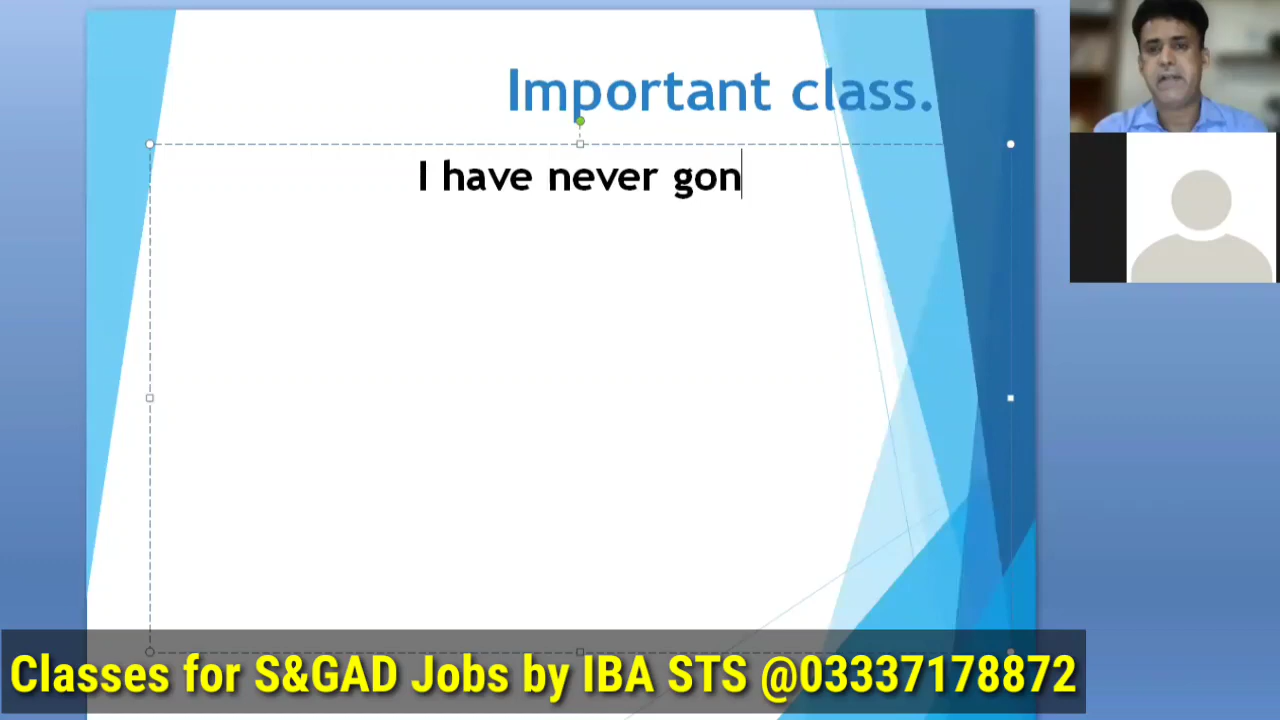 Important class.
I have never gon
Classes for S&GAD Jobs by IBA STS @03337178872